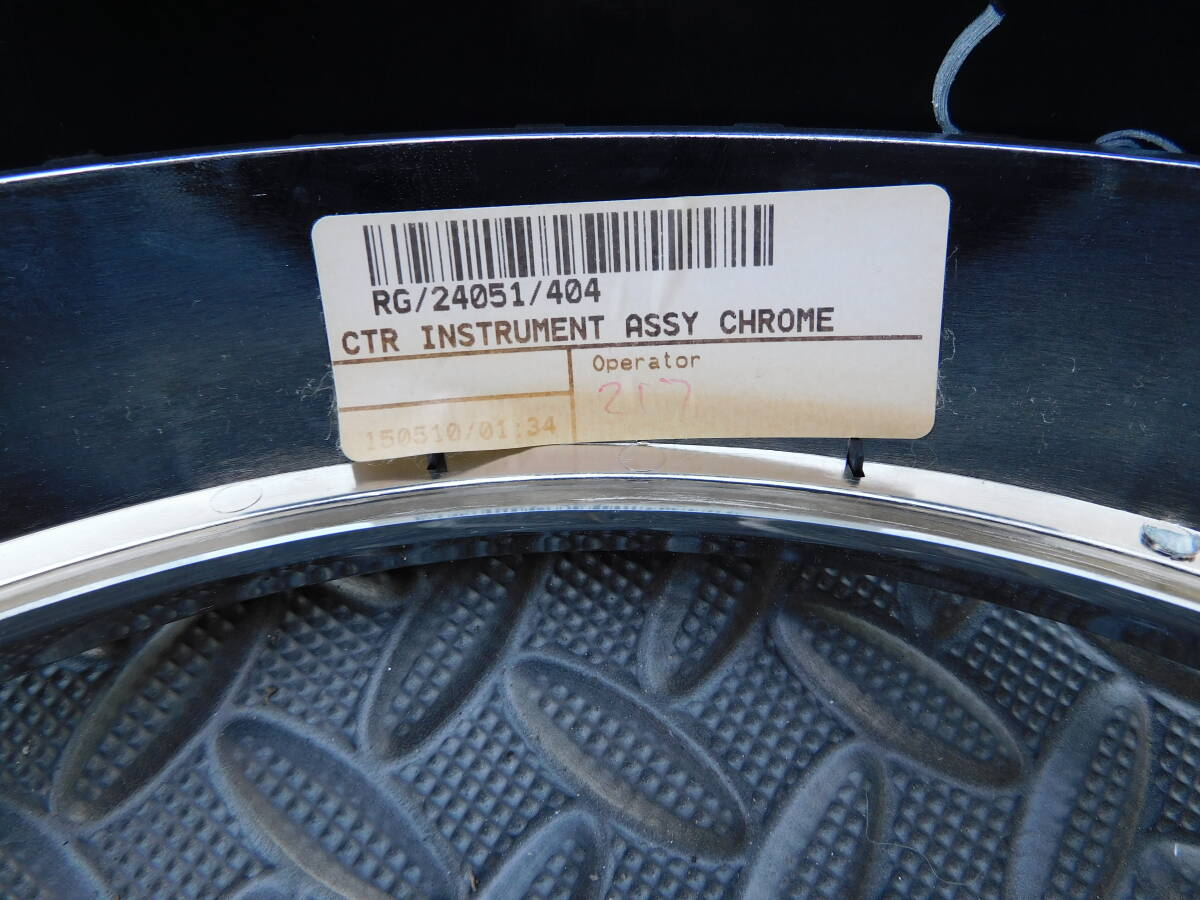 RG/24051/404
CTR INSTRUMENT ASSY CHROME
Operator
217
150510/01:34